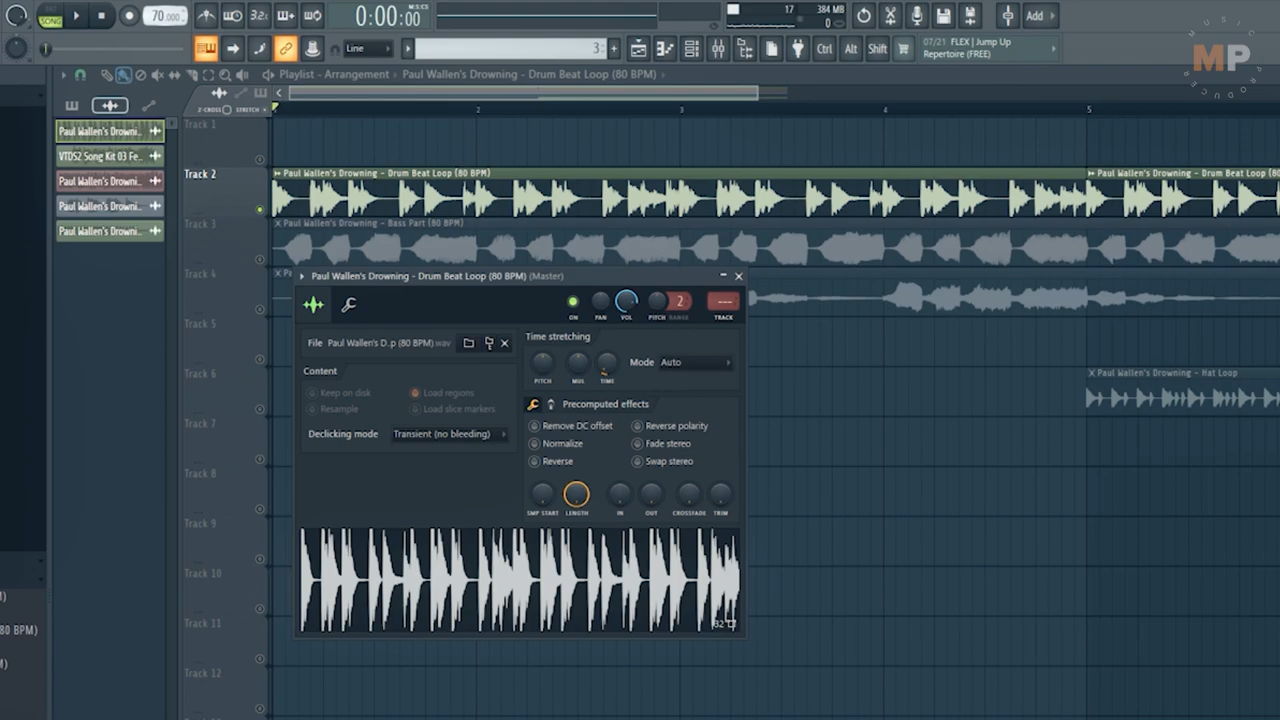 PAT
SONG
70.000
3.2.
0:00:00
M:S:CS
17
384 MB
0
Add
Line
3
Ctrl
Alt
Shift
07/21 FLEX | Jump Up
Repertoire (FREE)
MP
Playlist - Arrangement › Paul Wallen's Drowning - Drum Beat Loop (80 BPM) ›
Z-CROSS
STRETCH
2
3
4
5
Paul Wallen's Drowni..
VTDS2 Song Kit 03 Fe..
Paul Wallen's Drowni..
Paul Wallen's Drowni..
Paul Wallen's Drowni..
Track 1
Track 2
Paul Wallen's Drowning - Drum Beat Loop (80 BPM)
Paul Wallen's Drowning - Drum Beat Loop (80
Track 3
Paul Wallen's Drowning - Bass Part (80 BPM)
Track 4
Pa
Track 5
Track 6
Paul Wallen's Drowning - Hat Loop
Track 7
Track 8
Track 9
Track 10
Track 11
Track 12
Paul Wallen's Drowning - Drum Beat Loop (80 BPM) (Master)
2
---
ON
PAN
VOL
PITCH
RANGE
TRACK
File Paul Wallen's D..p (80 BPM).wav
Content
Keep on disk
Load regions
Resample
Load slice markers
Declicking mode
Transient (no bleeding)
Time stretching
Mode Auto
PITCH
MUL
TIME
Precomputed effects
Remove DC offset
Reverse polarity
Normalize
Fade stereo
Reverse
Swap stereo
SMP START
LENGTH
IN
OUT
CROSSFADE
TRIM
M)
80 BPM)
M)